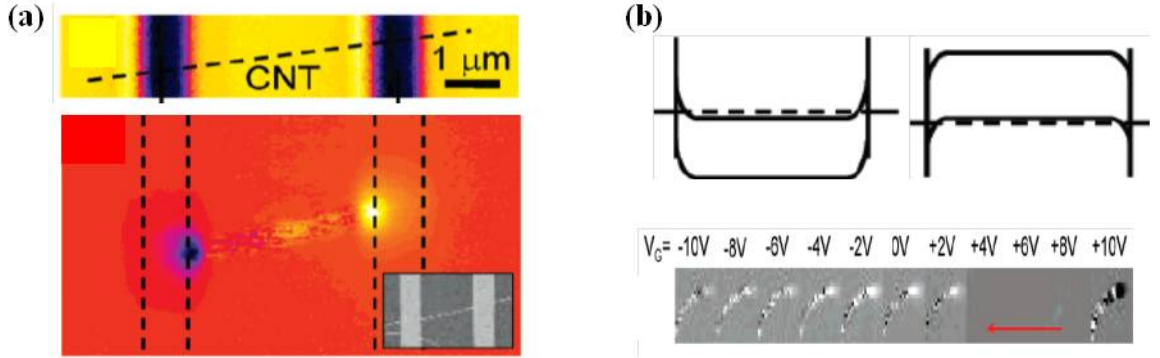 (a)
CNT
1 μm
(b)
V_G= -10V -8V -6V -4V -2V 0V +2V +4V +6V +8V +10V